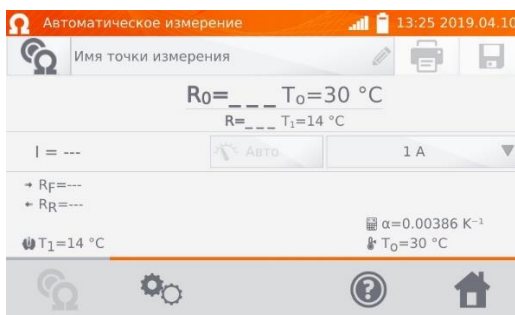 Ω Автоматическое измерение 13:25 2019.04.10
Имя точки измерения
R₀=_ _ _ T₀=30 °C
R=_ _ _ T₁=14 °C
I = --- Авто 1 A
→ RF=---
← RR=---
α=0.00386 K⁻¹
T₁=14 °C T₀=30 °C